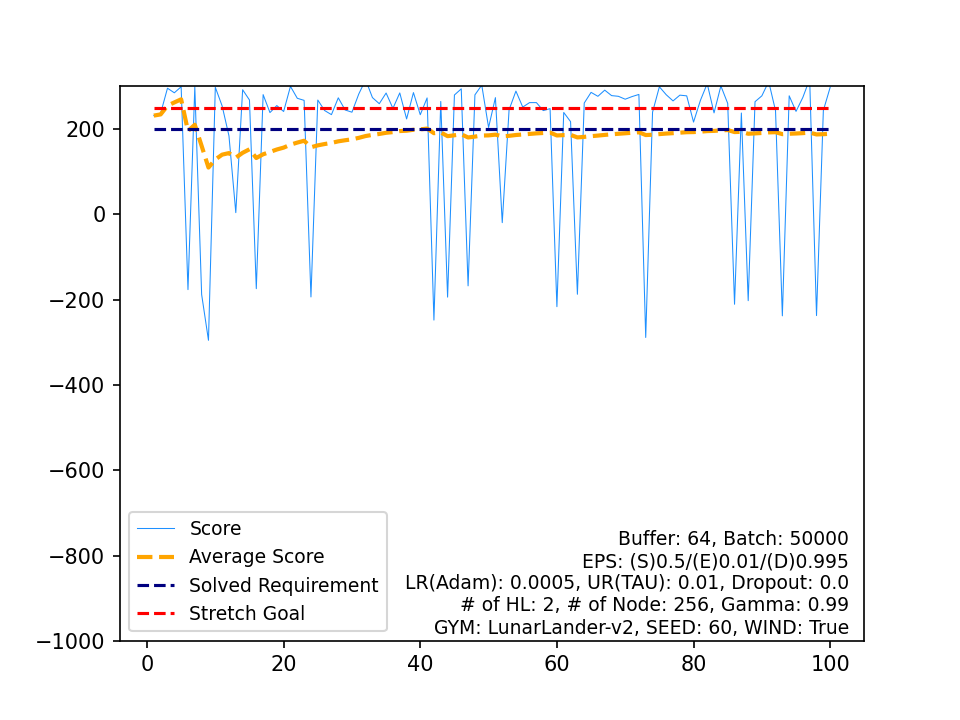 200
0
−200
−400
−600
−800
−1000
0
20
40
60
80
100
Score
Average Score
Solved Requirement
Stretch Goal
Buffer: 64, Batch: 50000
EPS: (S)0.5/(E)0.01/(D)0.995
LR(Adam): 0.0005, UR(TAU): 0.01, Dropout: 0.0
# of HL: 2, # of Node: 256, Gamma: 0.99
GYM: LunarLander-v2, SEED: 60, WIND: True